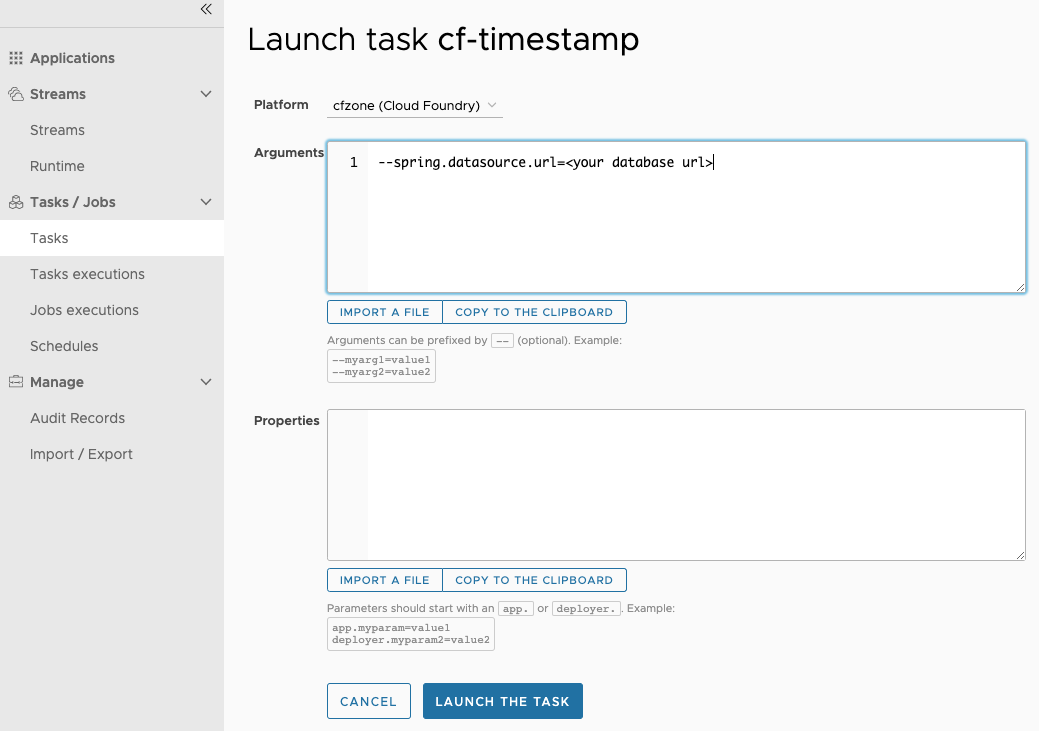 Applications
Streams
Streams
Runtime
Tasks / Jobs
Tasks
Tasks executions
Jobs executions
Schedules
Manage
Audit Records
Import / Export
Launch task cf-timestamp
Platform cfzone (Cloud Foundry)
Arguments
1 --spring.datasource.url=<your database url>
IMPORT A FILE COPY TO THE CLIPBOARD
Arguments can be prefixed by -- (optional). Example:
--myarg1=value1
--myarg2=value2
Properties
IMPORT A FILE COPY TO THE CLIPBOARD
Parameters should start with an app. or deployer. . Example:
app.myparam=value1
deployer.myparam2=value2
CANCEL LAUNCH THE TASK